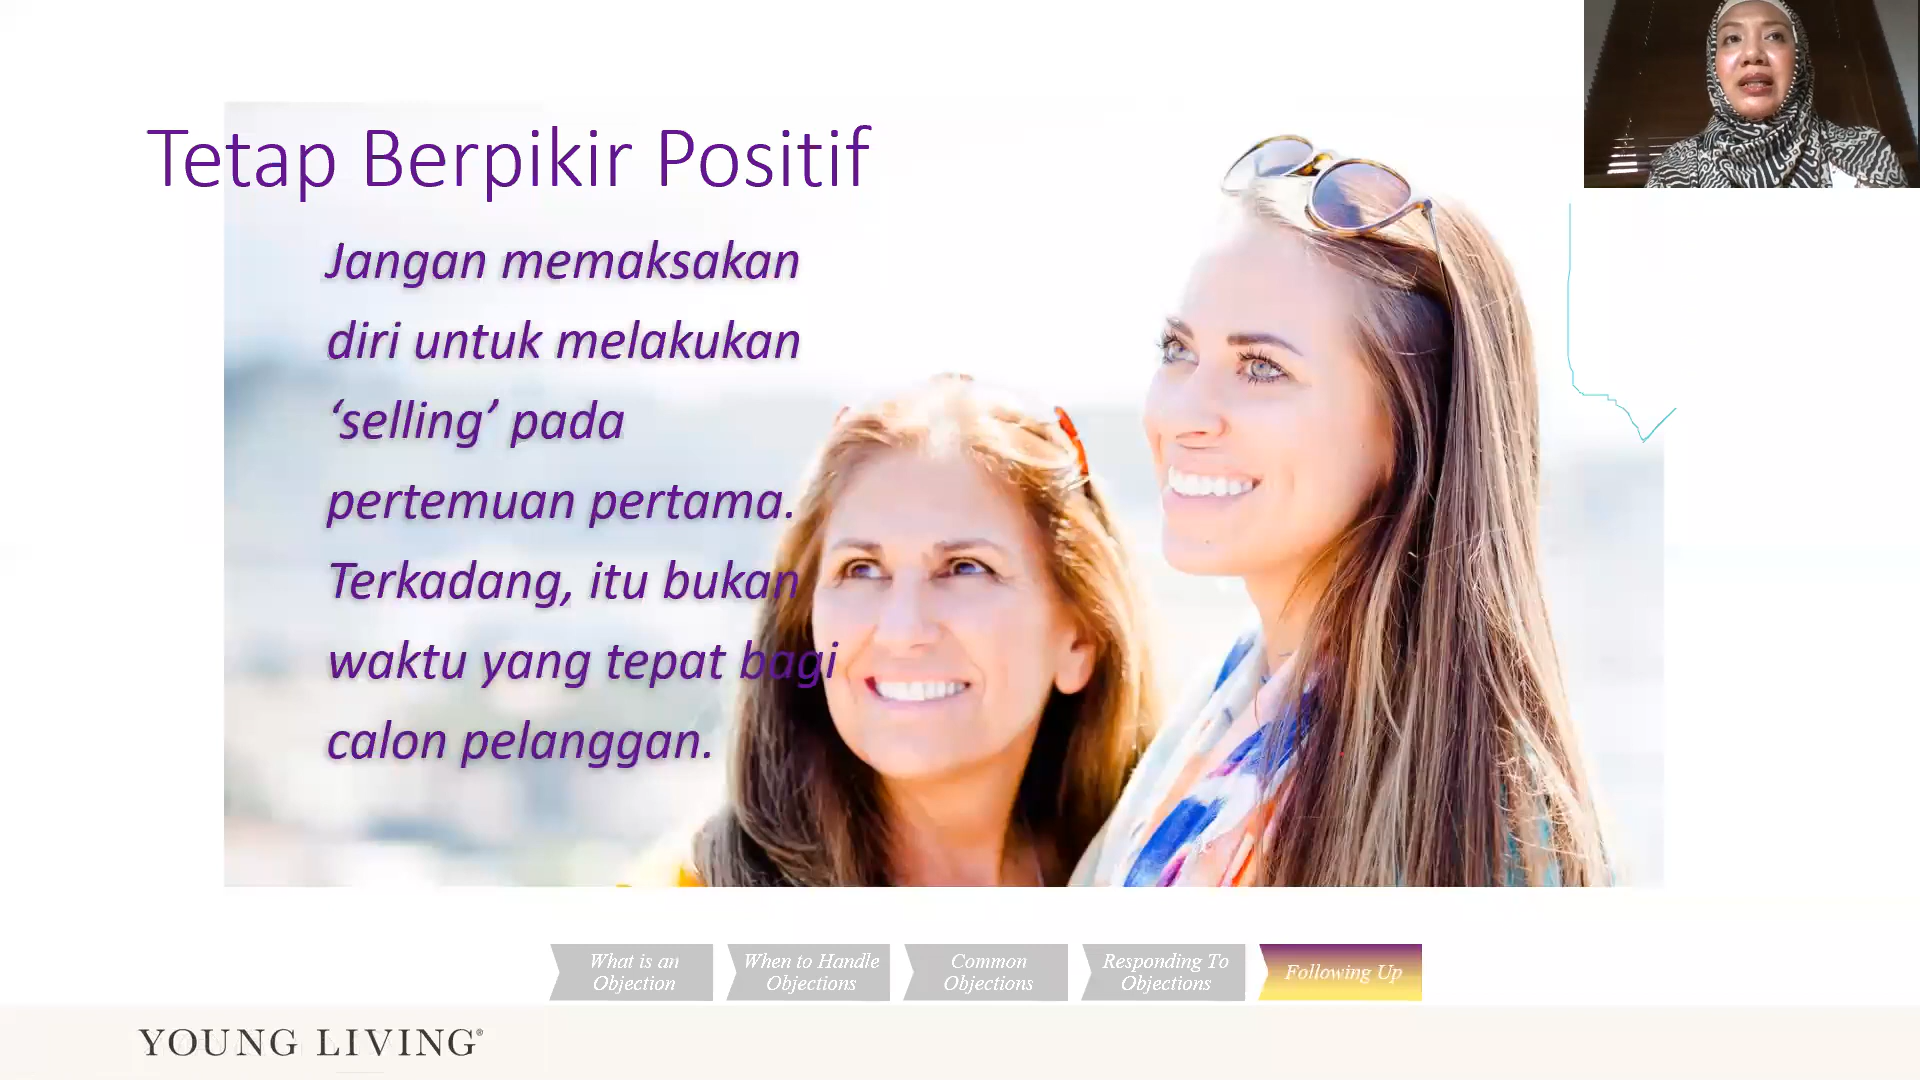 Tetap Berpikir Positif
Jangan memaksakan
diri untuk melakukan
‘selling’ pada
pertemuan pertama.
Terkadang, itu bukan
waktu yang tepat bagi
calon pelanggan.
What is an
Objection
When to Handle
Objections
Common
Objections
Responding To
Objections
Following Up
YOUNG LIVING®